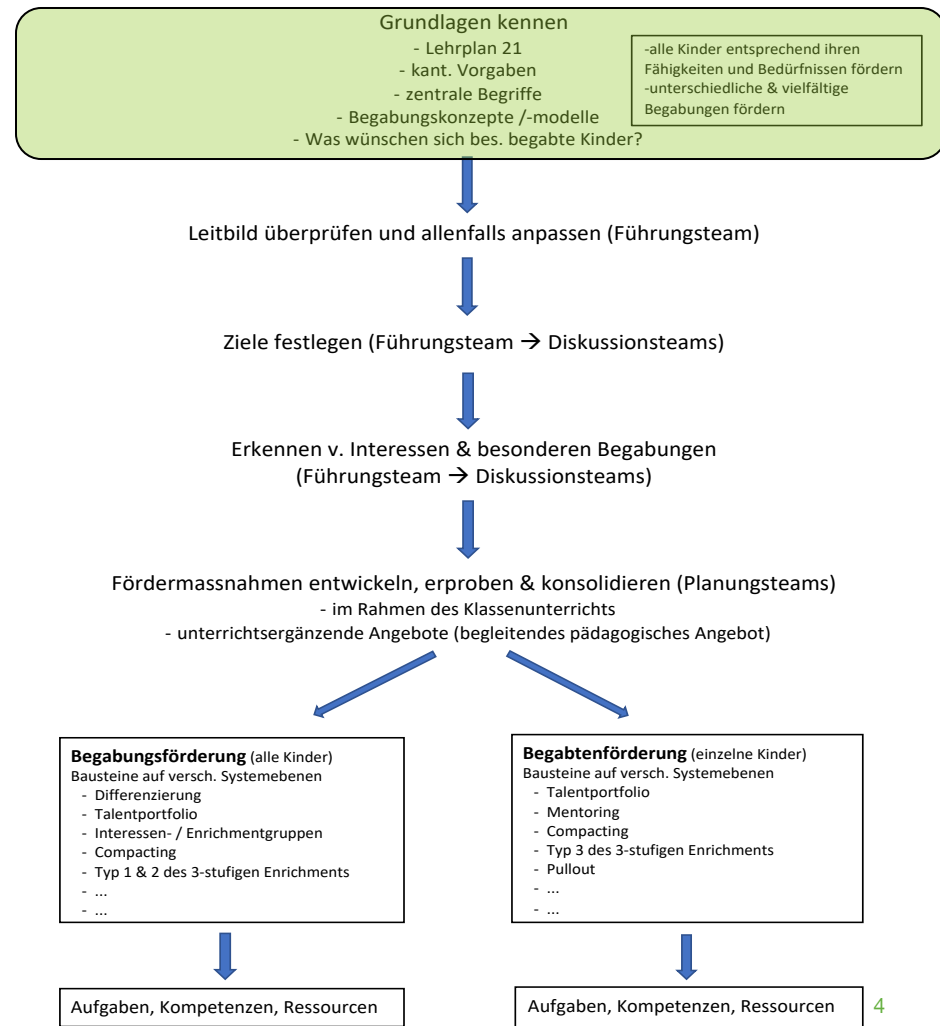 Grundlagen kennen
- Lehrplan 21
- kant. Vorgaben
- zentrale Begriffe
- Begabungskonzepte /-modelle
- Was wünschen sich bes. begabte Kinder?
-alle Kinder entsprechend ihren
Fähigkeiten und Bedürfnissen fördern
-unterschiedliche & vielfältige
Begabungen fördern
Leitbild überprüfen und allenfalls anpassen (Führungsteam)
Ziele festlegen (Führungsteam → Diskussionsteams)
Erkennen v. Interessen & besonderen Begabungen
(Führungsteam → Diskussionsteams)
Fördermassnahmen entwickeln, erproben & konsolidieren (Planungsteams)
- im Rahmen des Klassenunterrichts
- unterrichtsergänzende Angebote (begleitendes pädagogisches Angebot)
Begabungsförderung (alle Kinder)
Bausteine auf versch. Systemebenen
- Differenzierung
- Talentportfolio
- Interessen- / Enrichmentgruppen
- Compacting
- Typ 1 & 2 des 3-stufigen Enrichments
- ...
- ...
Begabtenförderung (einzelne Kinder)
Bausteine auf versch. Systemebenen
- Talentportfolio
- Mentoring
- Compacting
- Typ 3 des 3-stufigen Enrichments
- Pullout
- ...
- ...
Aufgaben, Kompetenzen, Ressourcen
Aufgaben, Kompetenzen, Ressourcen
4